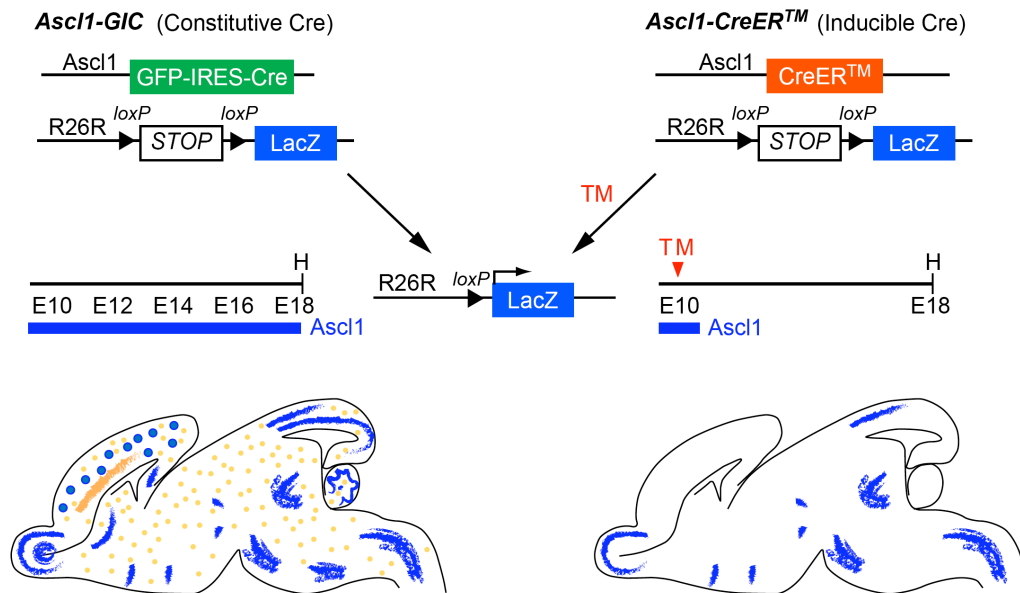 Ascl1-GIC (Constitutive Cre)
Ascl1
GFP-IRES-Cre
loxP loxP
R26R STOP LacZ
Ascl1-CreER™ (Inducible Cre)
Ascl1
CreER™
loxP loxP
R26R STOP LacZ
TM
H
E10 E12 E14 E16 E18
Ascl1
R26R loxP LacZ
TM
H
E10 E18
Ascl1